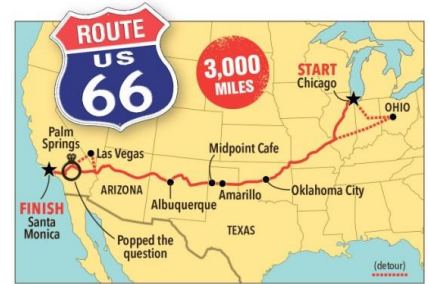 ROUTE
US
66
3,000
MILES
START
Chicago
OHIO
Palm
Springs
Las Vegas
Midpoint Cafe
ARIZONA
Albuquerque
Amarillo
Oklahoma City
FINISH
Santa
Monica
Popped the
question
TEXAS
(detour)